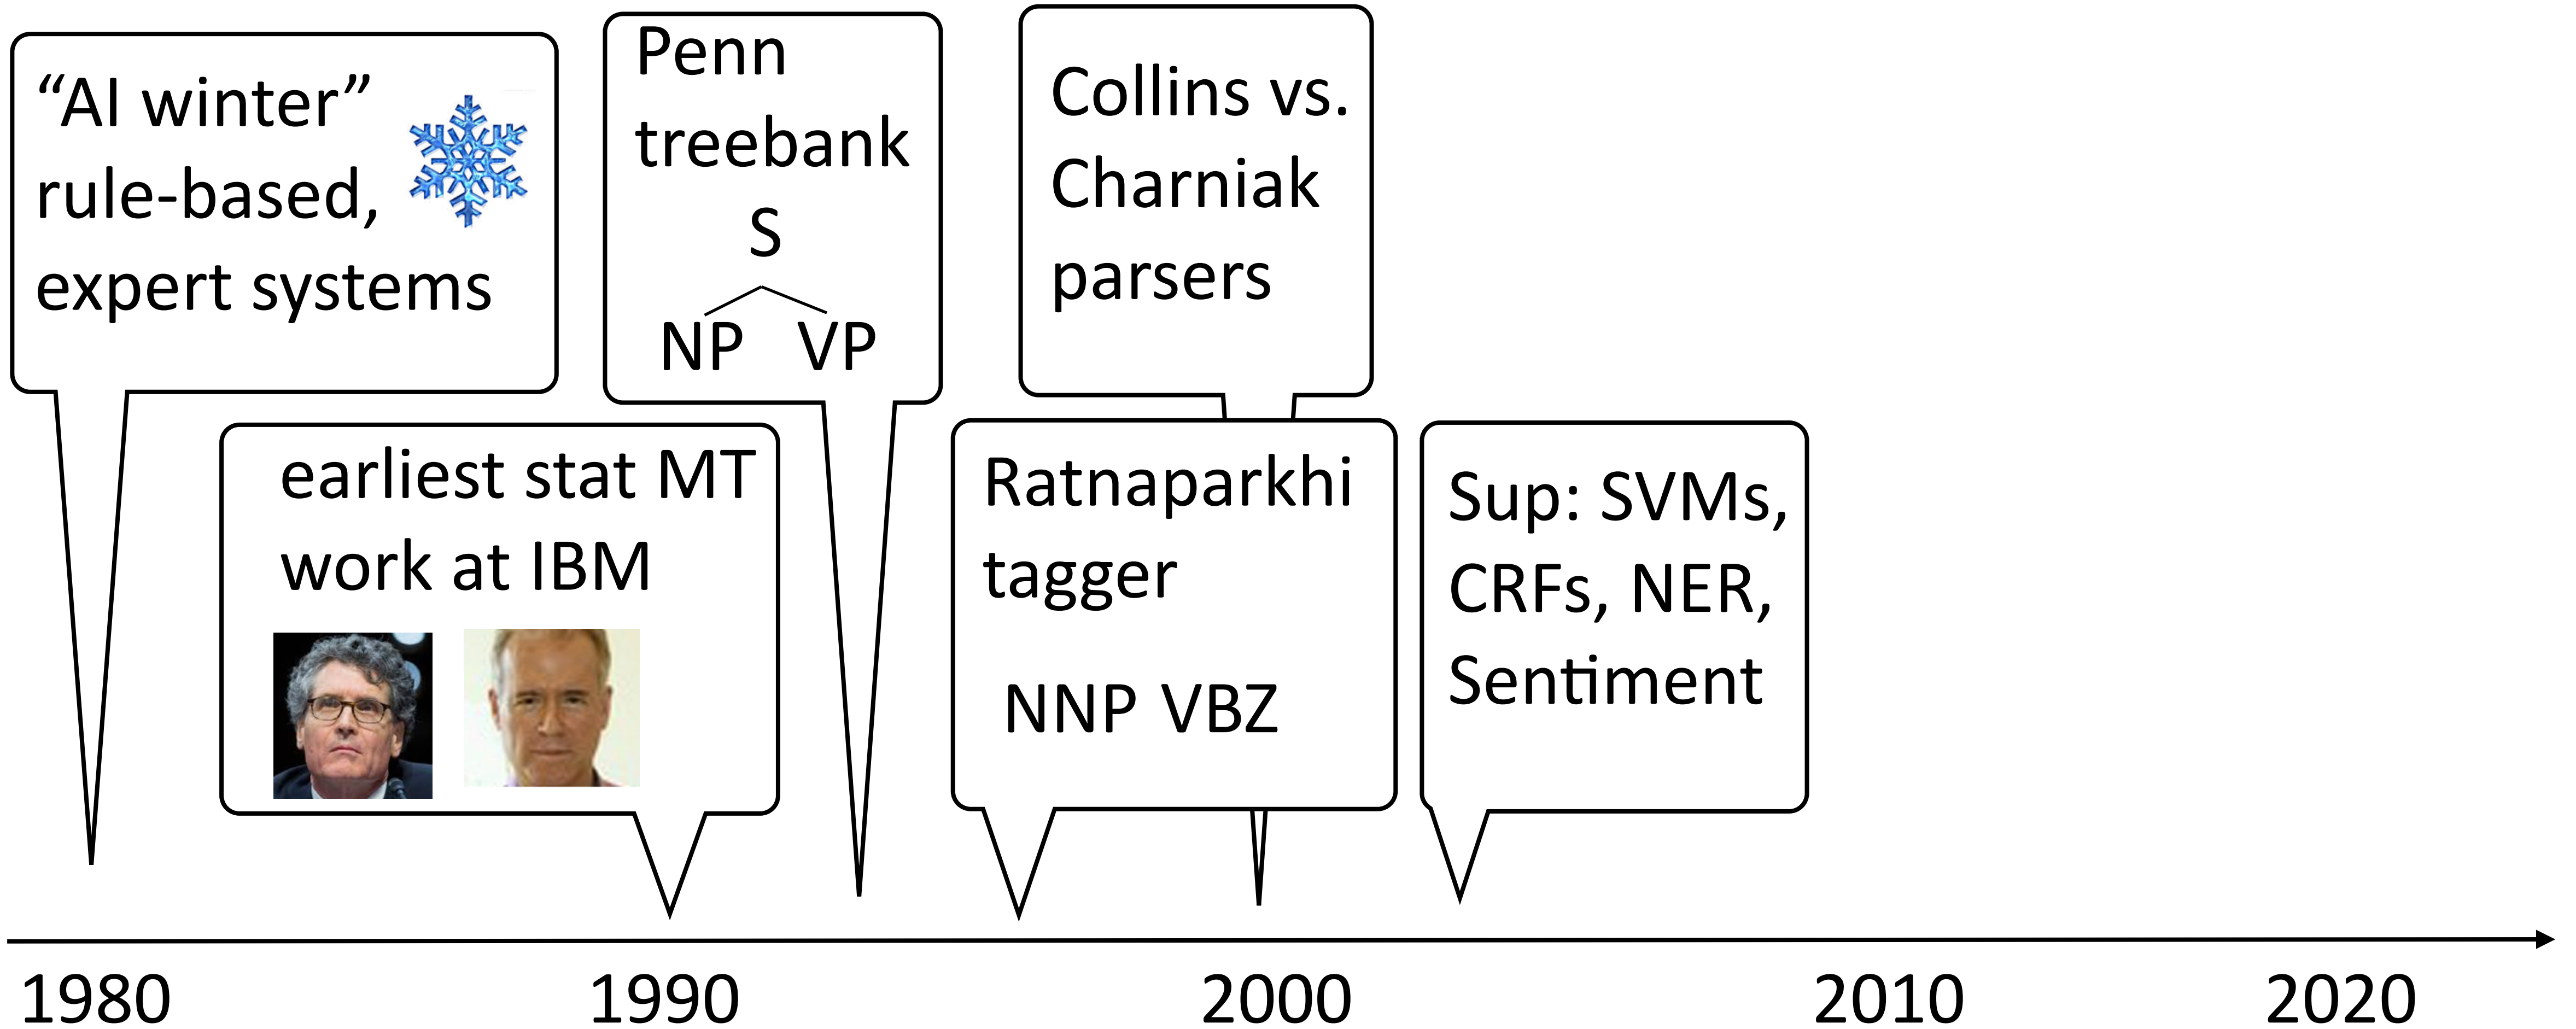 “AI winter”
rule-based,
expert systems
earliest stat MT
work at IBM
Penn
treebank
S
NP VP
Collins vs.
Charniak
parsers
Ratnaparkhi
tagger
NNP VBZ
Sup: SVMs,
CRFs, NER,
Sentiment
1980 1990 2000 2010 2020